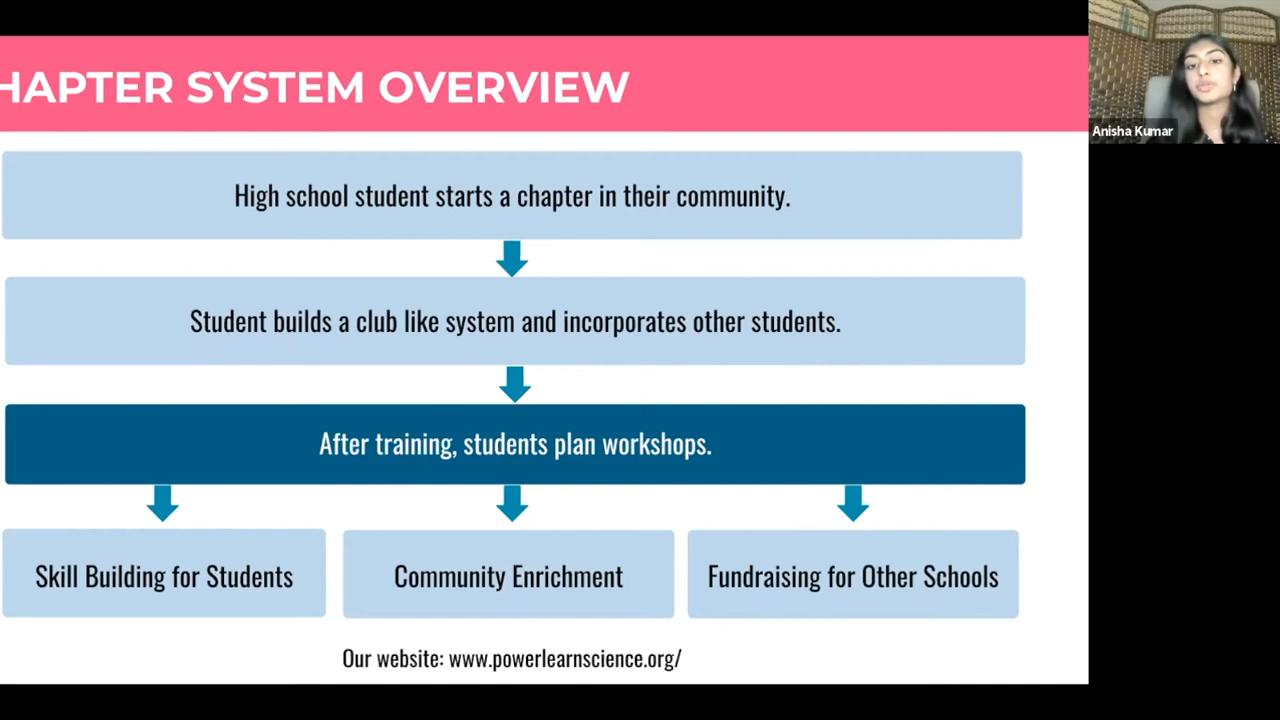 HAPTER SYSTEM OVERVIEW
Anisha Kumar
High school student starts a chapter in their community.
Student builds a club like system and incorporates other students.
After training, students plan workshops.
Skill Building for Students
Community Enrichment
Fundraising for Other Schools
Our website: www.powerlearnscience.org/